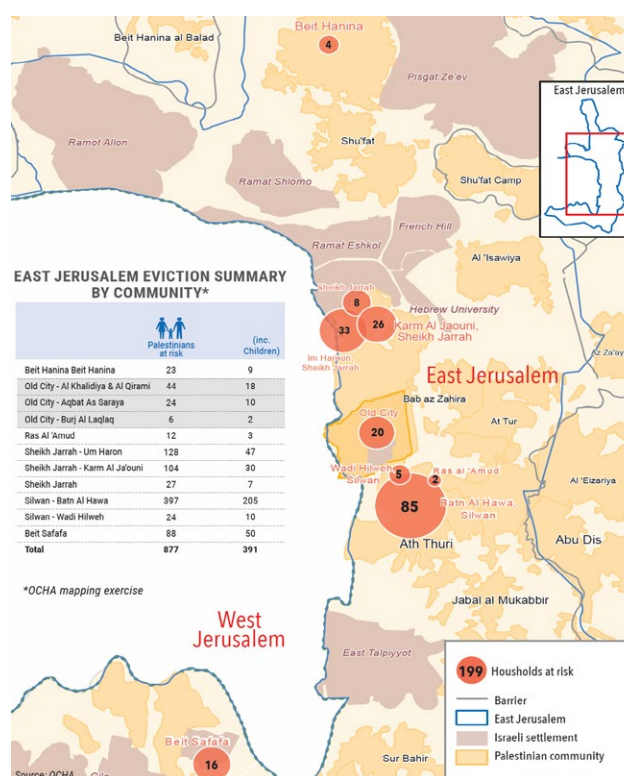 Beit Hanina
4
Beit Hanina al Balad
Pisgat Ze'ev
East Jerusalem
Ramot Allon
Shu'fat
Ramat Shlomo
Shu'fat Camp
French Hill
Ramat Eshkol
Al 'Isawiya
EAST JERUSALEM EVICTION SUMMARY
BY COMMUNITY*
Palestinians
at risk
(inc.
Children)
Beit Hanina Beit Hanina 23 9
Old City - Al Khalidiya & Al Qirami 44 18
Old City - Aqbat As Saraya 24 10
Old City - Burj Al Laqlaq 6 2
Ras Al 'Amud 12 3
Sheikh Jarrah - Um Haron 128 47
Sheikh Jarrah - Karm Al Ja'ouni 104 30
Sheikh Jarrah 27 7
Silwan - Batn Al Hawa 397 205
Silwan - Wadi Hilweh 24 10
Beit Safafa 88 50
Total 877 391
*OCHA mapping exercise
Sheikh Jarrah
8
Hebrew University
33
26
Karm Al Jaouni,
Sheikh Jarrah
Im Haroun,
Sheikh Jarrah
Az Za'ay
East Jerusalem
Bab az Zahira
Old City
20
At Tur
Wadi Hilweh
Silwan
5
Ras al 'Amud
2
Al 'Eizariya
85
Batn Al Hawa,
Silwan
Ath Thuri
Abu Dis
Jabal al Mukabbir
West
Jerusalem
East Talpiyyot
Beit Safafa
16
Sur Bahir
Source: OCHA
199 Housholds at risk
Barrier
East Jerusalem
Israeli settlement
Palestinian community